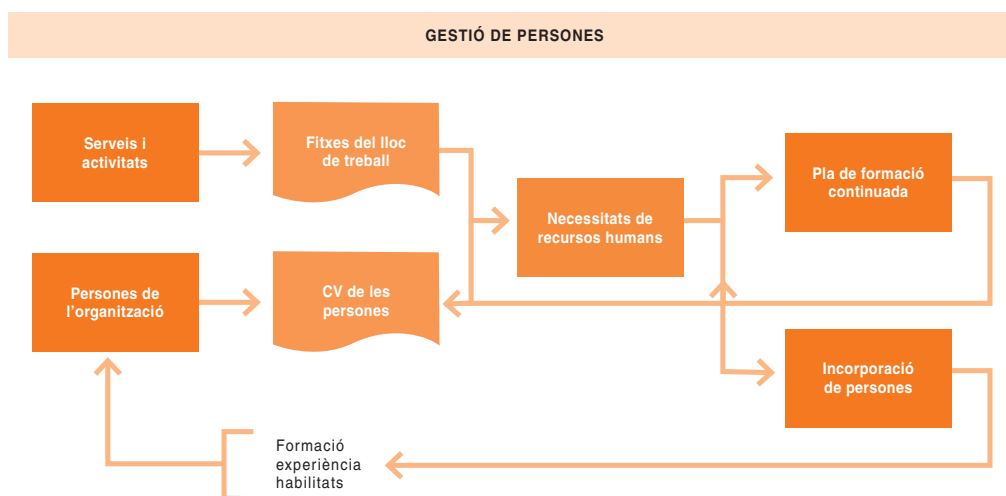 GESTIÓ DE PERSONES
Serveis i
activitats
Fitxes del lloc
de treball
Necessitats de
recursos humans
Pla de formació
continuada
Persones de
l'organització
CV de les
persones
Incorporació
de persones
Formació
experiència
habilitats